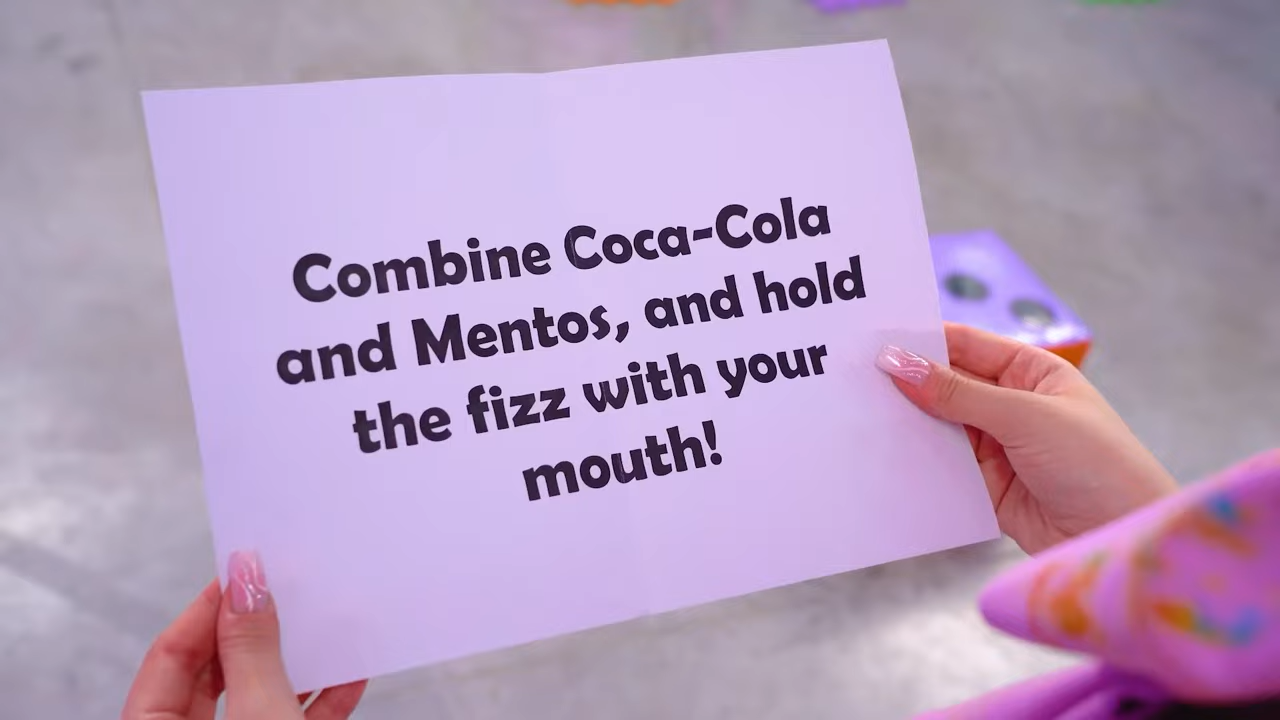 Combine Coca-Cola
and Mentos, and hold
the fizz with your
mouth!